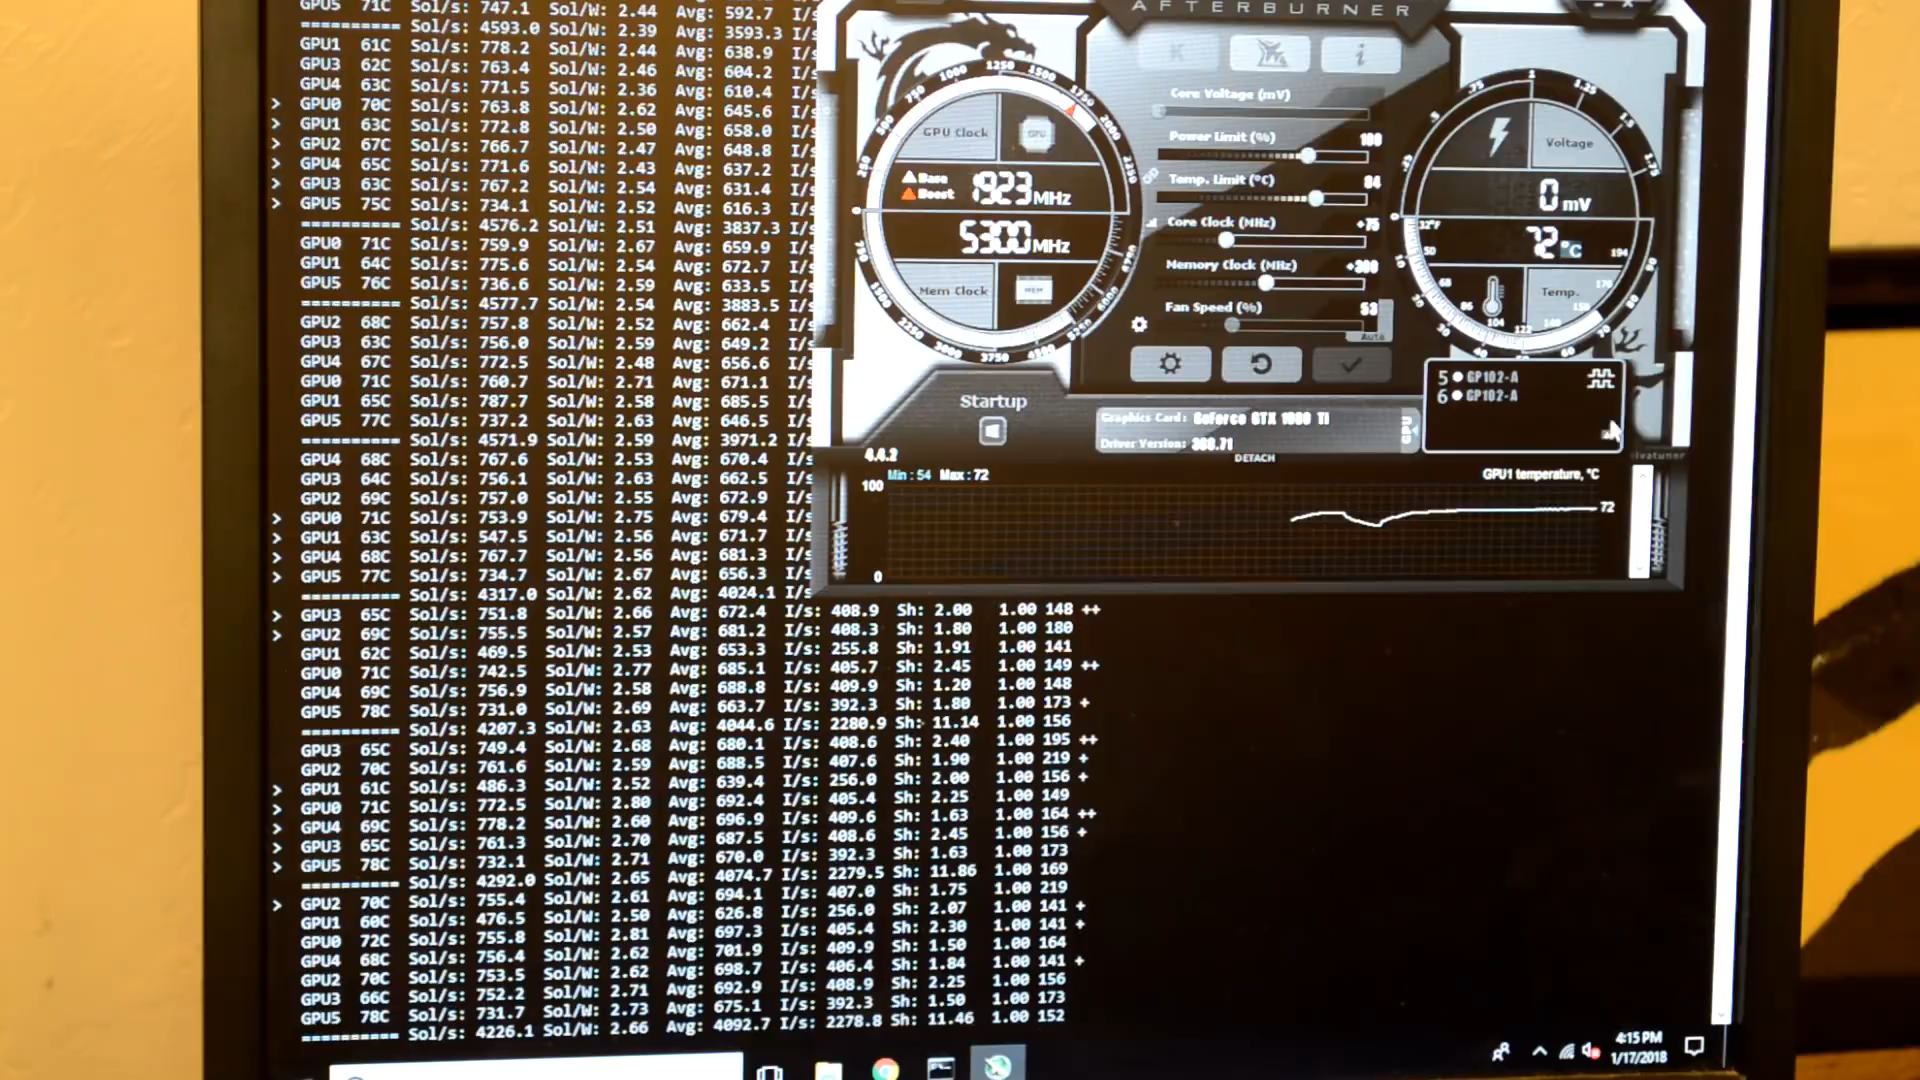 GPU5 71C Sol/s: 747.1 Sol/W: 2.44 Avg: 592.7 I/s
========== Sol/s: 4593.0 Sol/W: 2.39 Avg: 3593.3 I/s
GPU1 61C Sol/s: 778.2 Sol/W: 2.44 Avg: 638.9 I/s
GPU3 62C Sol/s: 763.4 Sol/W: 2.46 Avg: 604.2 I/s
GPU4 63C Sol/s: 771.5 Sol/W: 2.36 Avg: 610.4 I/s
> GPU0 70C Sol/s: 763.8 Sol/W: 2.62 Avg: 645.6 I/s
> GPU1 63C Sol/s: 772.8 Sol/W: 2.50 Avg: 658.0 I/s
> GPU2 67C Sol/s: 766.7 Sol/W: 2.47 Avg: 648.8 I/s
> GPU4 65C Sol/s: 771.6 Sol/W: 2.43 Avg: 637.2 I/s
> GPU3 63C Sol/s: 767.2 Sol/W: 2.54 Avg: 631.4 I/s
> GPU5 75C Sol/s: 734.1 Sol/W: 2.52 Avg: 616.3 I/s
========== Sol/s: 4576.2 Sol/W: 2.51 Avg: 3837.3 I/s
GPU0 71C Sol/s: 759.9 Sol/W: 2.67 Avg: 659.9 I/s
GPU1 64C Sol/s: 775.6 Sol/W: 2.54 Avg: 672.7 I/s
GPU5 76C Sol/s: 736.6 Sol/W: 2.59 Avg: 633.5 I/s
========== Sol/s: 4577.7 Sol/W: 2.54 Avg: 3883.5 I/s
GPU2 68C Sol/s: 757.8 Sol/W: 2.52 Avg: 662.4 I/s
GPU3 63C Sol/s: 756.0 Sol/W: 2.59 Avg: 649.2 I/s
GPU4 67C Sol/s: 772.5 Sol/W: 2.48 Avg: 656.6 I/s
GPU0 71C Sol/s: 760.7 Sol/W: 2.71 Avg: 671.1 I/s
GPU1 65C Sol/s: 787.7 Sol/W: 2.58 Avg: 685.5 I/s
GPU5 77C Sol/s: 737.2 Sol/W: 2.63 Avg: 646.5 I/s
========== Sol/s: 4571.9 Sol/W: 2.59 Avg: 3971.2 I/s
GPU4 68C Sol/s: 767.6 Sol/W: 2.53 Avg: 670.4 I/s
GPU3 64C Sol/s: 756.1 Sol/W: 2.63 Avg: 662.5 I/s
GPU2 69C Sol/s: 757.0 Sol/W: 2.55 Avg: 672.9 I/s
> GPU0 71C Sol/s: 753.9 Sol/W: 2.75 Avg: 679.4 I/s
> GPU1 63C Sol/s: 547.5 Sol/W: 2.56 Avg: 671.7 I/s
> GPU4 68C Sol/s: 767.7 Sol/W: 2.56 Avg: 681.3 I/s
> GPU5 77C Sol/s: 734.7 Sol/W: 2.67 Avg: 656.3 I/s
========== Sol/s: 4317.0 Sol/W: 2.62 Avg: 4024.1 I/s
> GPU3 65C Sol/s: 751.8 Sol/W: 2.66 Avg: 672.4 I/s: 408.9 Sh: 2.00 1.00 148 ++
> GPU2 69C Sol/s: 755.5 Sol/W: 2.57 Avg: 681.2 I/s: 408.3 Sh: 1.80 1.00 180
GPU1 62C Sol/s: 469.5 Sol/W: 2.53 Avg: 653.3 I/s: 255.8 Sh: 1.91 1.00 141
GPU0 71C Sol/s: 742.5 Sol/W: 2.77 Avg: 685.1 I/s: 405.7 Sh: 2.45 1.00 149 ++
GPU4 69C Sol/s: 756.9 Sol/W: 2.58 Avg: 688.8 I/s: 409.9 Sh: 1.20 1.00 148
GPU5 78C Sol/s: 731.0 Sol/W: 2.69 Avg: 663.7 I/s: 392.3 Sh: 1.80 1.00 173 +
========== Sol/s: 4207.3 Sol/W: 2.63 Avg: 4044.6 I/s: 2280.9 Sh: 11.14 1.00 156
GPU3 65C Sol/s: 749.4 Sol/W: 2.68 Avg: 680.1 I/s: 408.6 Sh: 2.40 1.00 195 ++
GPU2 70C Sol/s: 761.6 Sol/W: 2.59 Avg: 688.5 I/s: 407.6 Sh: 1.90 1.00 219 +
> GPU1 61C Sol/s: 486.3 Sol/W: 2.52 Avg: 639.4 I/s: 256.0 Sh: 2.00 1.00 156 +
> GPU0 71C Sol/s: 772.5 Sol/W: 2.80 Avg: 692.4 I/s: 405.4 Sh: 2.25 1.00 149
> GPU4 69C Sol/s: 778.2 Sol/W: 2.60 Avg: 696.9 I/s: 409.6 Sh: 1.63 1.00 164 ++
> GPU3 65C Sol/s: 761.3 Sol/W: 2.70 Avg: 687.5 I/s: 408.6 Sh: 2.45 1.00 156 +
> GPU5 78C Sol/s: 732.1 Sol/W: 2.71 Avg: 670.0 I/s: 392.3 Sh: 1.63 1.00 173
========== Sol/s: 4292.0 Sol/W: 2.65 Avg: 4074.7 I/s: 2279.5 Sh: 11.86 1.00 169
> GPU2 70C Sol/s: 755.4 Sol/W: 2.61 Avg: 694.1 I/s: 407.0 Sh: 1.75 1.00 219
GPU1 60C Sol/s: 476.5 Sol/W: 2.50 Avg: 626.8 I/s: 256.0 Sh: 2.07 1.00 141 +
GPU0 72C Sol/s: 755.8 Sol/W: 2.81 Avg: 697.3 I/s: 405.4 Sh: 2.30 1.00 141 +
GPU4 68C Sol/s: 756.4 Sol/W: 2.62 Avg: 701.9 I/s: 409.9 Sh: 1.50 1.00 164
GPU2 70C Sol/s: 753.5 Sol/W: 2.62 Avg: 698.7 I/s: 406.4 Sh: 1.84 1.00 141 +
GPU3 66C Sol/s: 752.2 Sol/W: 2.71 Avg: 692.9 I/s: 408.9 Sh: 2.25 1.00 156
GPU5 78C Sol/s: 731.7 Sol/W: 2.73 Avg: 675.1 I/s: 392.3 Sh: 1.50 1.00 173
========== Sol/s: 4226.1 Sol/W: 2.66 Avg: 4092.7 I/s: 2278.8 Sh: 11.46 1.00 152
AFTERBURNER
K i
GPU Clock GPU
Base
Boost
1923 MHz
5300 MHz
Mem Clock MEM
Core Voltage (mV)
Power Limit (%) 100
Temp. Limit (°C) 84
Core Clock (MHz) +75
Memory Clock (MHz) +300
Fan Speed (%) 53
Auto
Voltage
0 mV
72 °C
Temp.
Startup
Graphics Card: GeForce GTX 1080 Ti
Driver Version: 388.71
GPU
5 GP102-A
6 GP102-A
4.4.2
DETACH
Min : 54 Max : 72
GPU1 temperature, °C
100
72
0
4:15 PM
1/17/2018